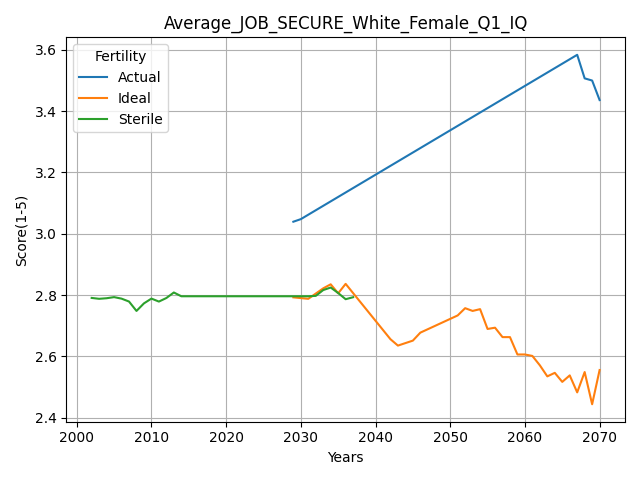 Average_JOB_SECURE_White_Female_Q1_IQ
Fertility
Actual
Ideal
Sterile
Score(1-5)
3.6
3.4
3.2
3.0
2.8
2.6
2.4
2000 2010 2020 2030 2040 2050 2060 2070
Years